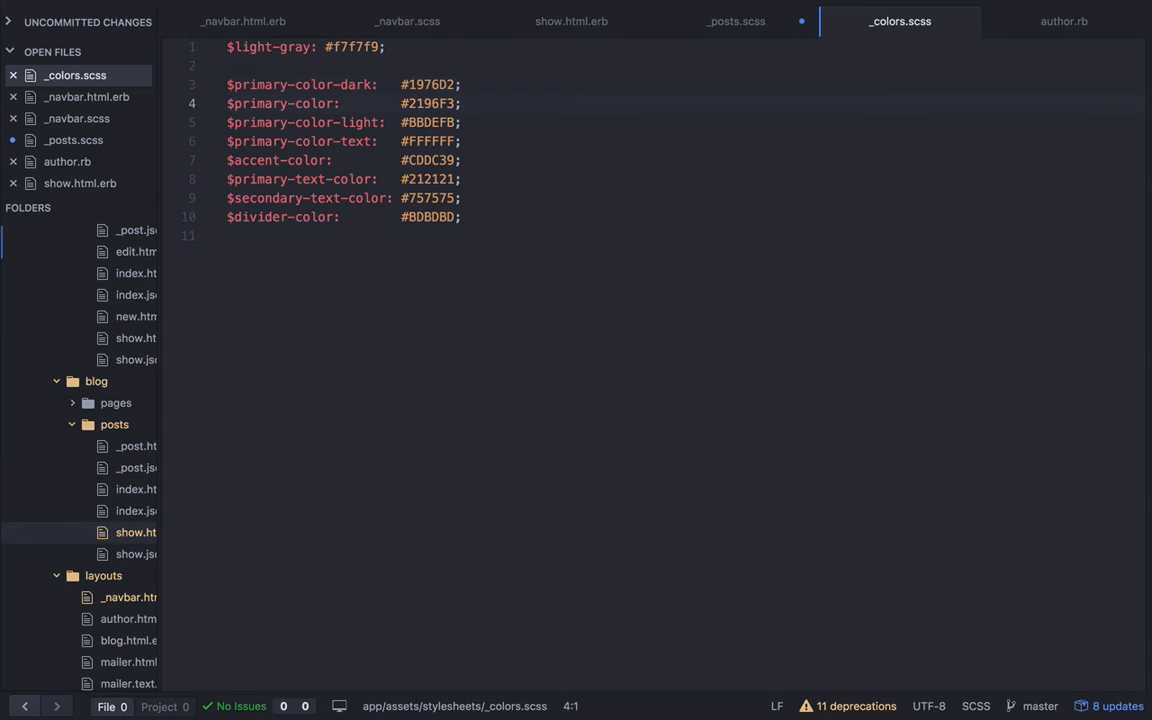 UNCOMMITTED CHANGES
OPEN FILES
_colors.scss
_navbar.html.erb
_navbar.scss
_posts.scss
author.rb
show.html.erb
FOLDERS
_post.js
edit.htm
index.ht
index.js
new.htm
show.ht
show.js
blog
pages
posts
_post.ht
_post.js
index.ht
index.js
show.ht
show.js
layouts
_navbar.htr
author.htm
blog.html.e
mailer.html
mailer.text.
_navbar.html.erb
_navbar.scss
show.html.erb
_posts.scss
_colors.scss
author.rb
1 $light-gray: #f7f7f9;
2
3 $primary-color-dark: #1976D2;
4 $primary-color: #2196F3;
5 $primary-color-light: #BBDEFB;
6 $primary-color-text: #FFFFFF;
7 $accent-color: #CDDC39;
8 $primary-text-color: #212121;
9 $secondary-text-color: #757575;
10 $divider-color: #BDBDBD;
11
File 0 Project 0 No Issues 0 0 app/assets/stylesheets/_colors.scss 4:1 LF 11 deprecations UTF-8 SCSS master 8 updates